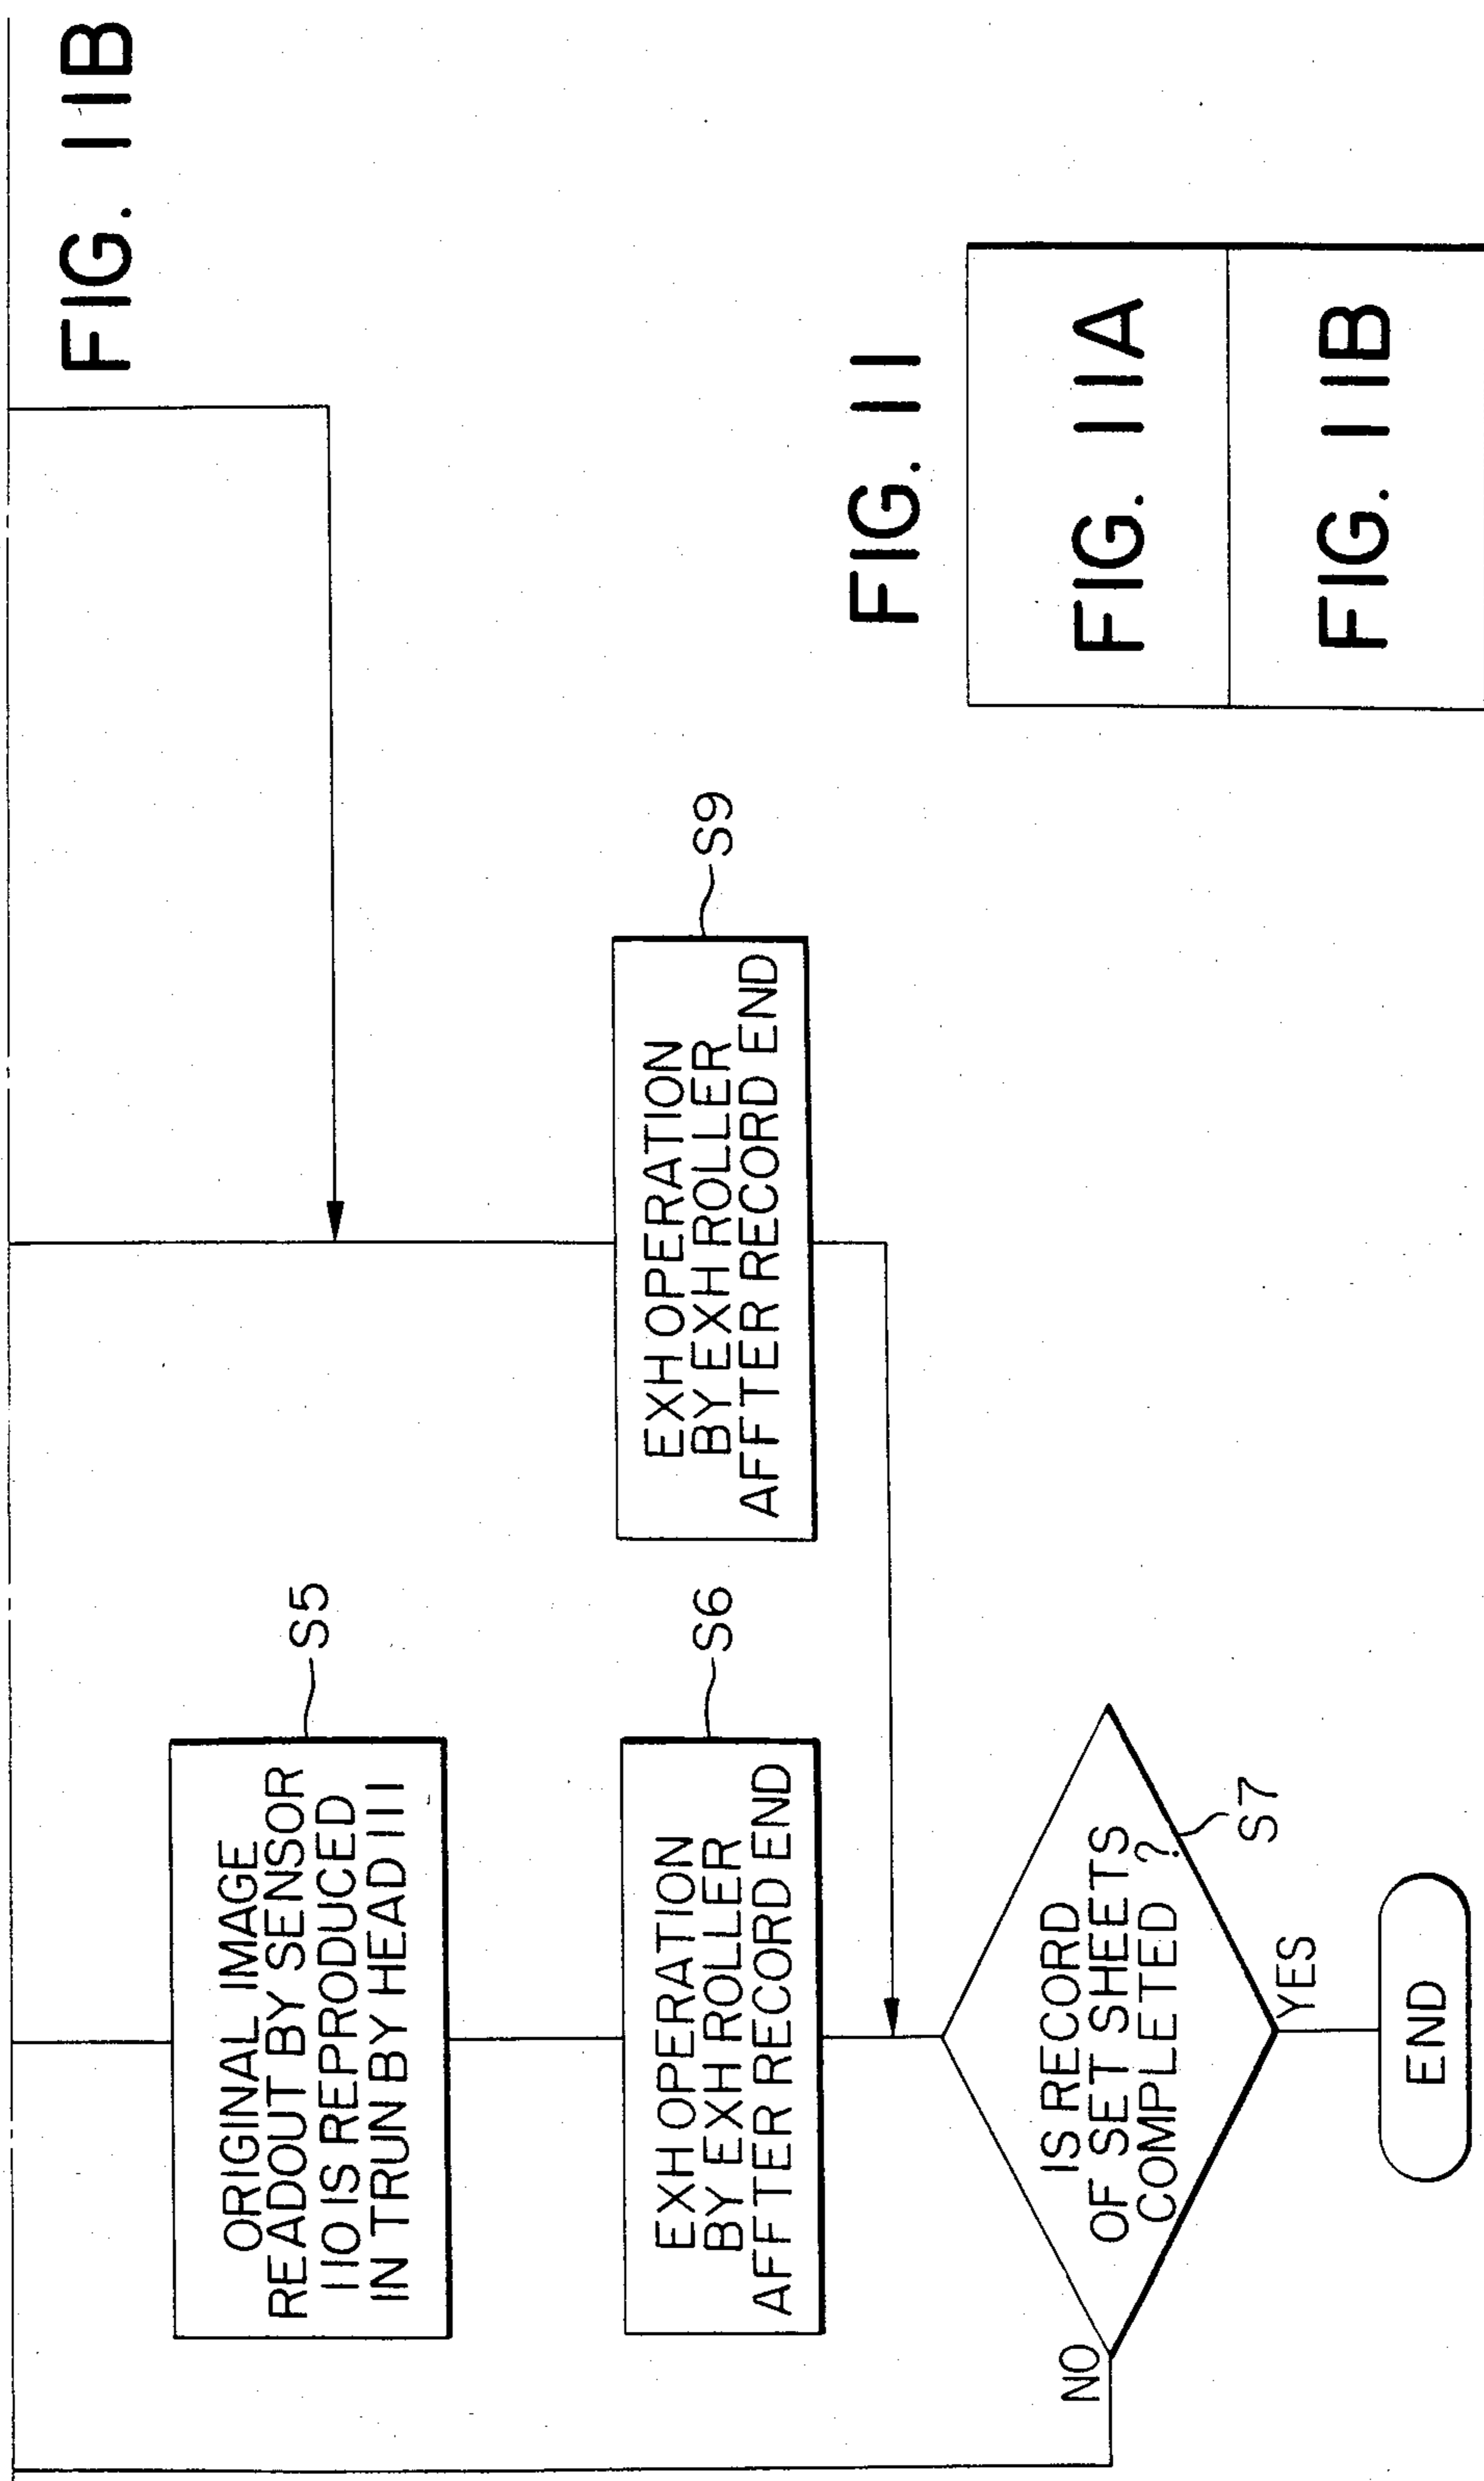 FIG. 11B
ORIGINAL IMAGE
READOUT BY SENSOR
110 IS REPRODUCED
IN TRUN BY HEAD 111
S5
EXH OPERATION
BY EXH ROLLER
AFTER RECORD END
S6
EXH OPERATION
BY EXH ROLLER
AFTER RECORD END
S9
IS RECORD
OF SET SHEETS
COMPLETED ?
S7
NO
YES
END
FIG. 11
FIG. 11A
FIG. 11B